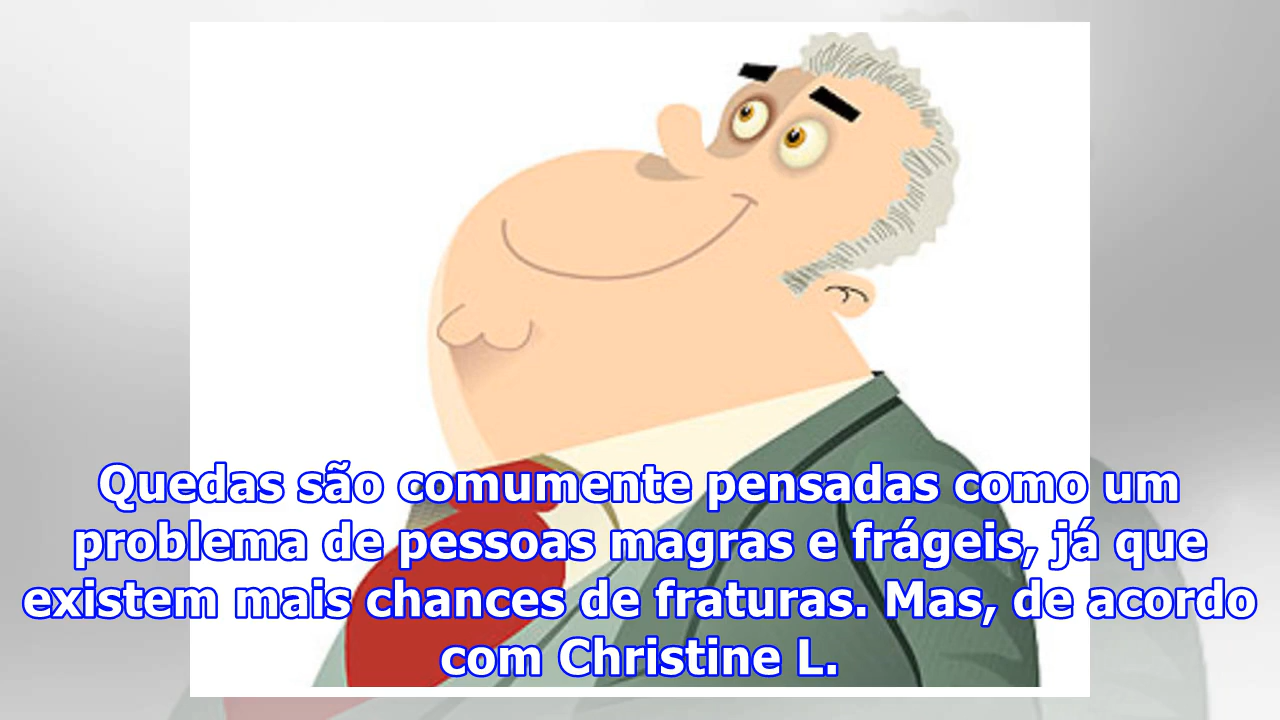 Quedas são comumente pensadas como um
problema de pessoas magras e frágeis, já que
existem mais chances de fraturas. Mas, de acordo
com Christine L.